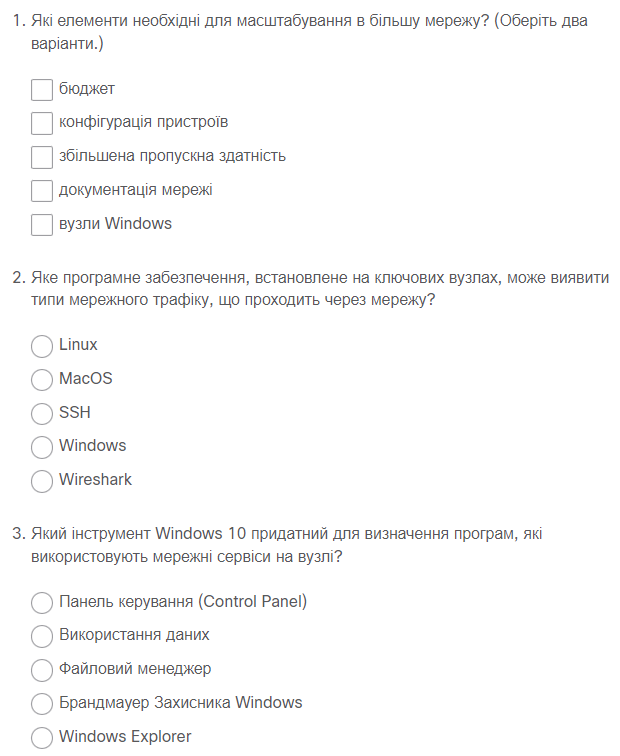 1. Які елементи необхідні для масштабування в більшу мережу? (Оберіть два
варіанти.)
бюджет
конфігурація пристроїв
збільшена пропускна здатність
документація мережі
вузли Windows
2. Яке програмне забезпечення, встановлене на ключових вузлах, може виявити
типи мережного трафіку, що проходить через мережу?
Linux
MacOS
SSH
Windows
Wireshark
3. Який інструмент Windows 10 придатний для визначення програм, які
використовують мережні сервіси на вузлі?
Панель керування (Control Panel)
Використання даних
Файловий менеджер
Брандмауер Захисника Windows
Windows Explorer